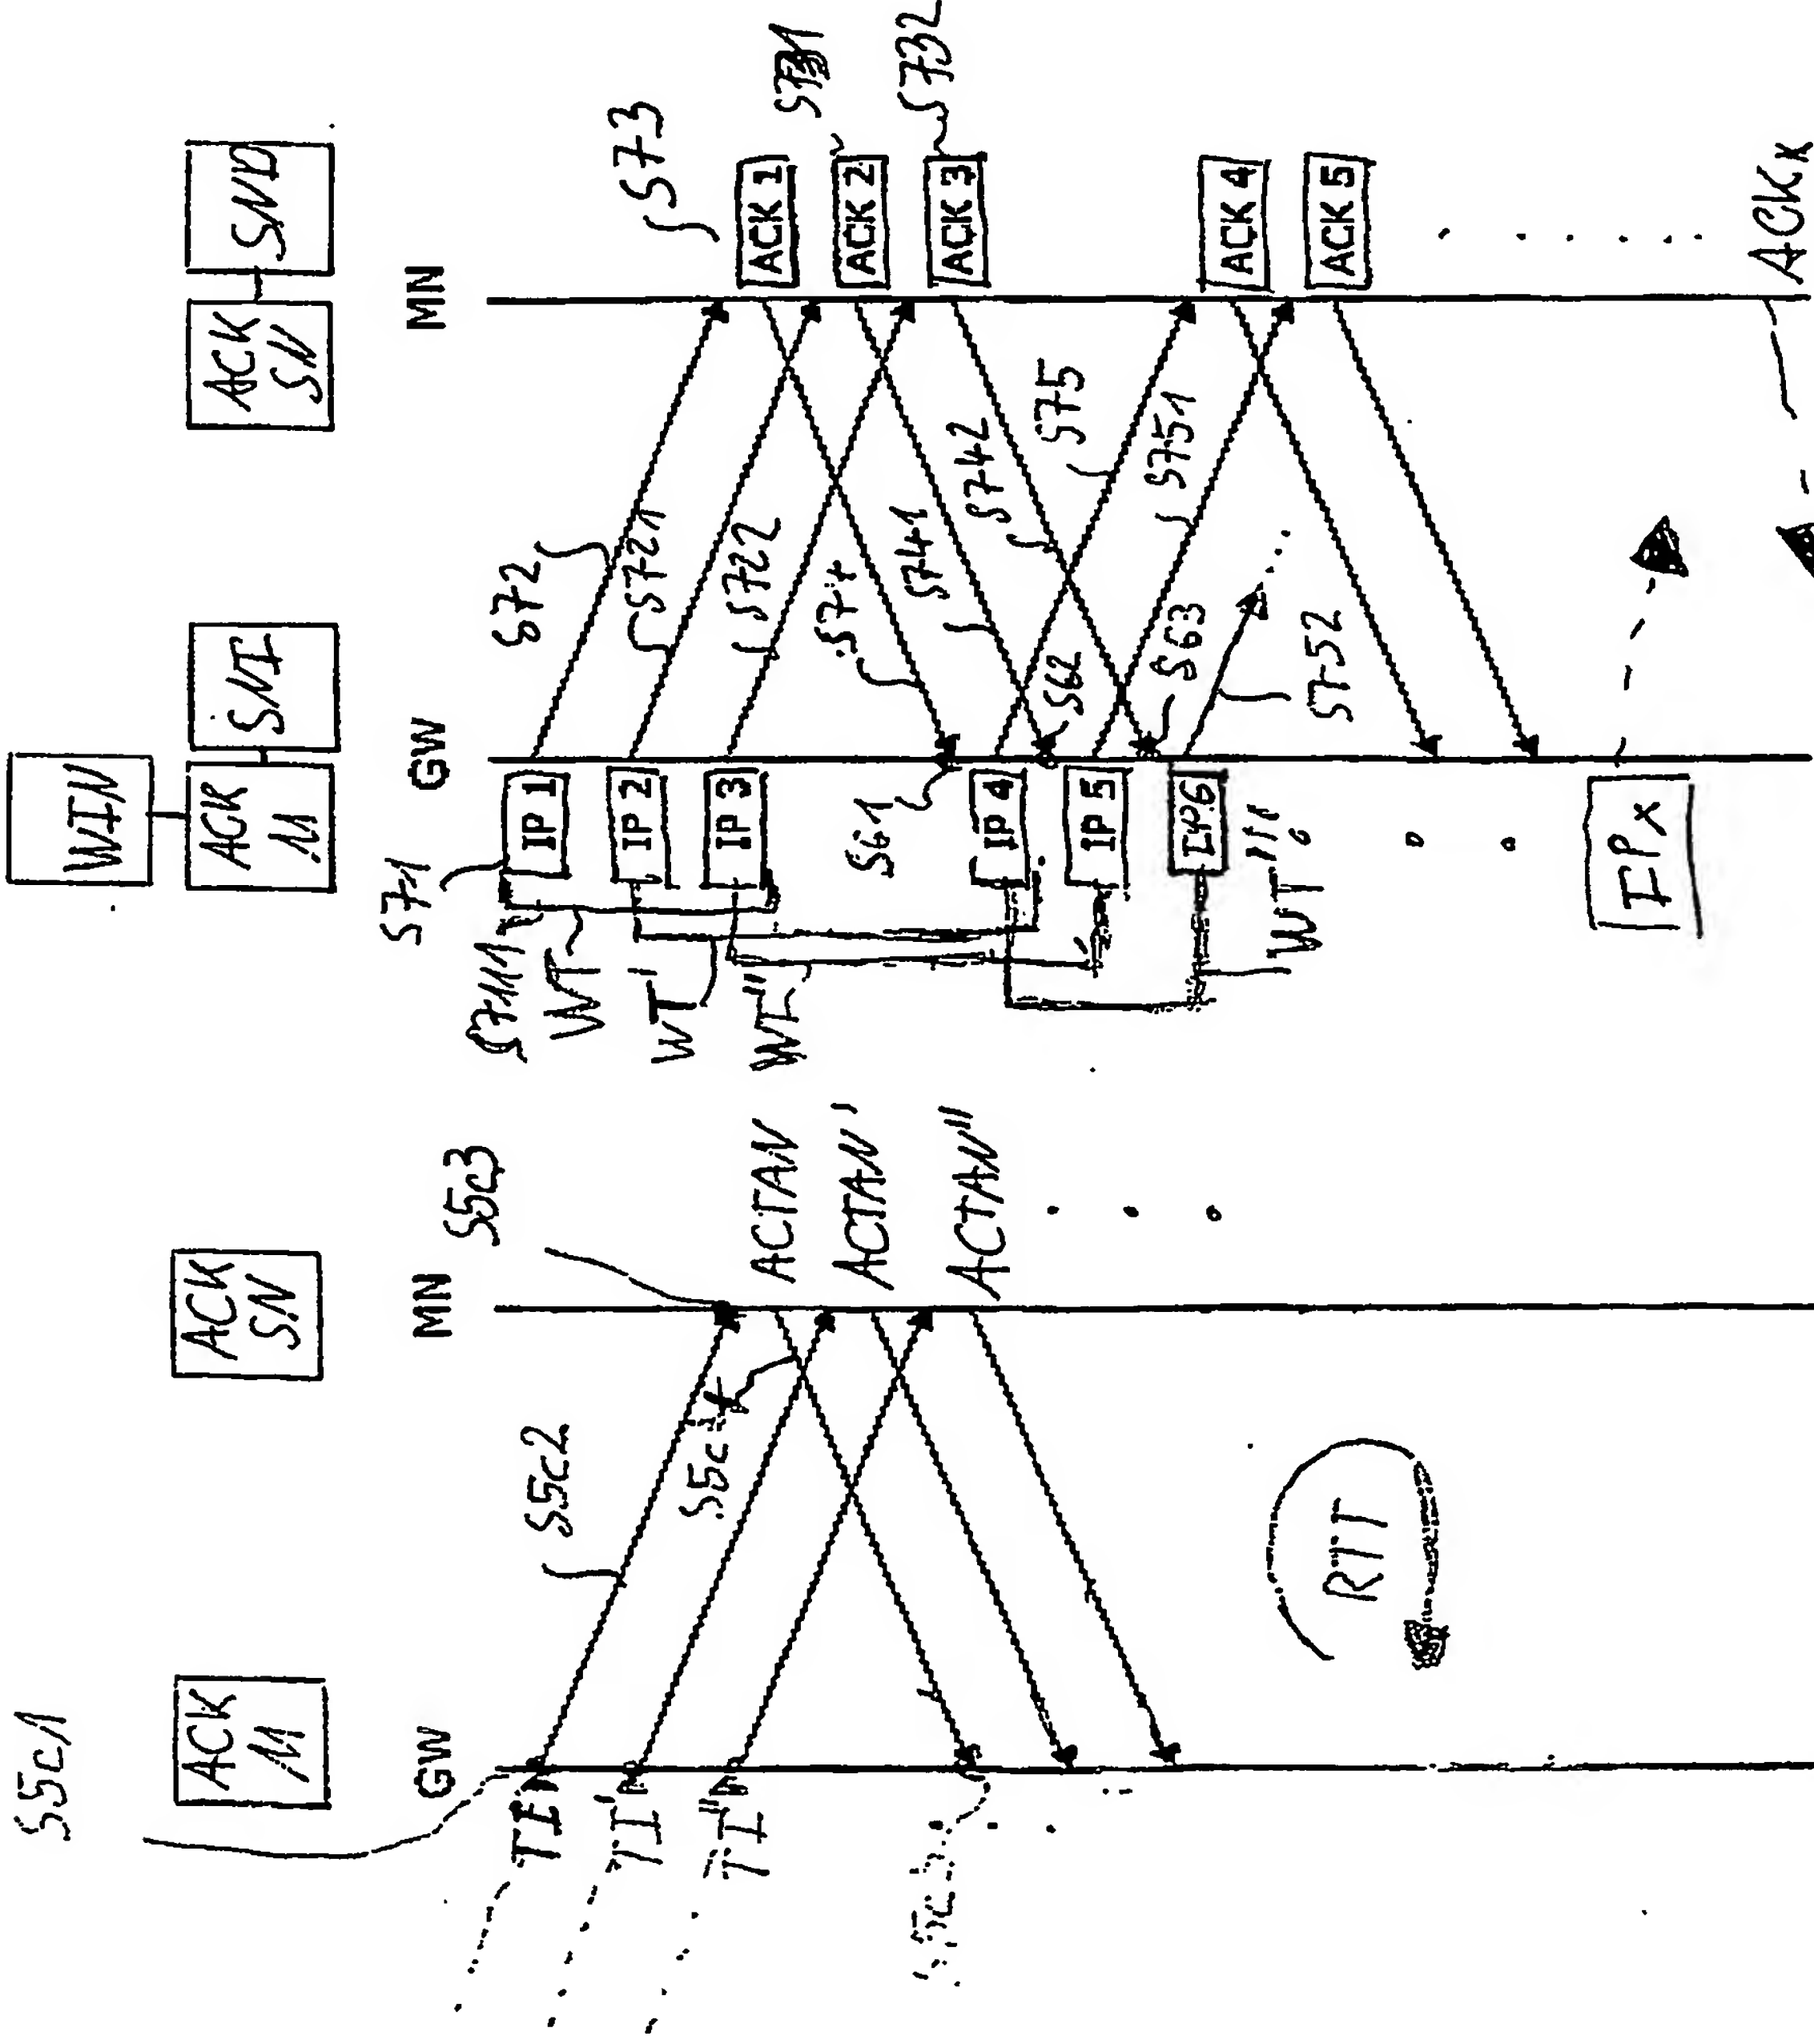 S5c1
ACK
M
GW
TI
TI'
TI"
S5c2
RTT
ACK
SN
MN
S5c3
ACTAN
ACTAN'
ACTAN"
WIN
ACK
M
SNI
GW
S71
S7111
WT
WT'
WT"
WT'''
IP 1
IP 2
IP 3
S61
IP 4
IP 5
IP 6
IPx
S72
S721
S722
S74
S741
S742
S62
S63
S75
S751
S752
ACK
SN
SND
MN
S73
S731
S732
ACK 1
ACK 2
ACK 3
ACK 4
ACK 5
ACKx